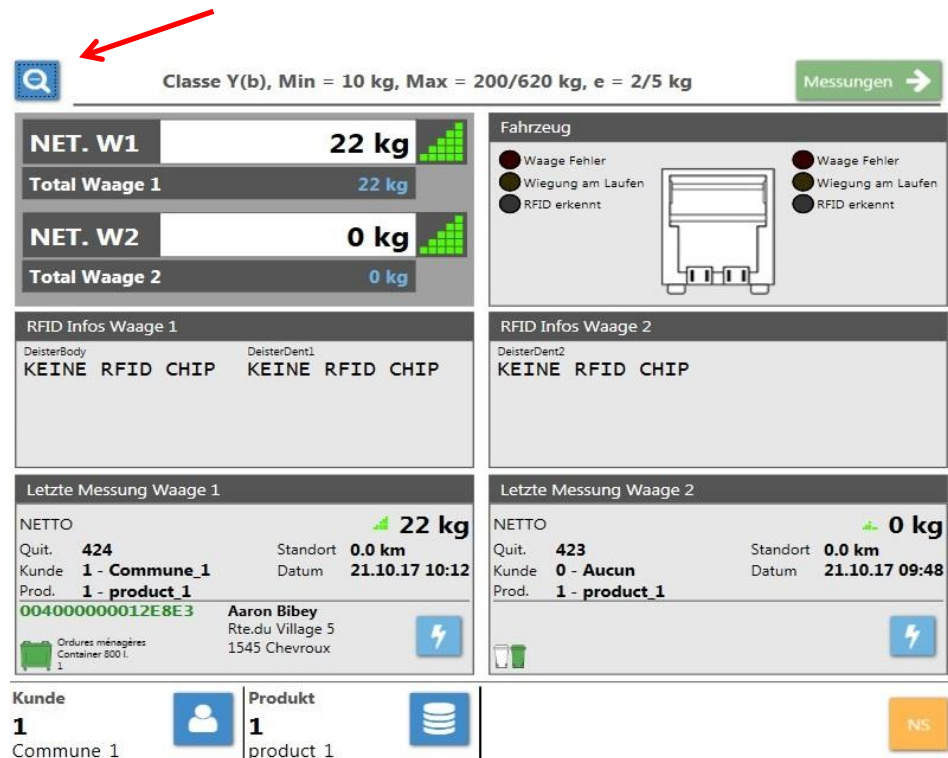 Classe Y(b), Min = 10 kg, Max = 200/620 kg, e = 2/5 kg
Messungen
NET. W1 22 kg
Total Waage 1 22 kg
NET. W2 0 kg
Total Waage 2 0 kg
Fahrzeug
Waage Fehler
Wiegung am Laufen
RFID erkennt
Waage Fehler
Wiegung am Laufen
RFID erkennt
RFID Infos Waage 1
DeisterBody DeisterDent1
KEINE RFID CHIP KEINE RFID CHIP
RFID Infos Waage 2
DeisterDent2
KEINE RFID CHIP
Letzte Messung Waage 1
NETTO 22 kg
Quit. 424 Standort 0.0 km
Kunde 1 - Commune_1 Datum 21.10.17 10:12
Prod. 1 - product_1
004000000012E8E3 Aaron Bibey
Rte.du Village 5
1545 Chevroux
Ordures ménagères
Container 800 l.
1
Letzte Messung Waage 2
NETTO 0 kg
Quit. 423 Standort 0.0 km
Kunde 0 - Aucun Datum 21.10.17 09:48
Prod. 1 - product_1
Kunde
1
Commune 1
Produkt
1
product 1
NS